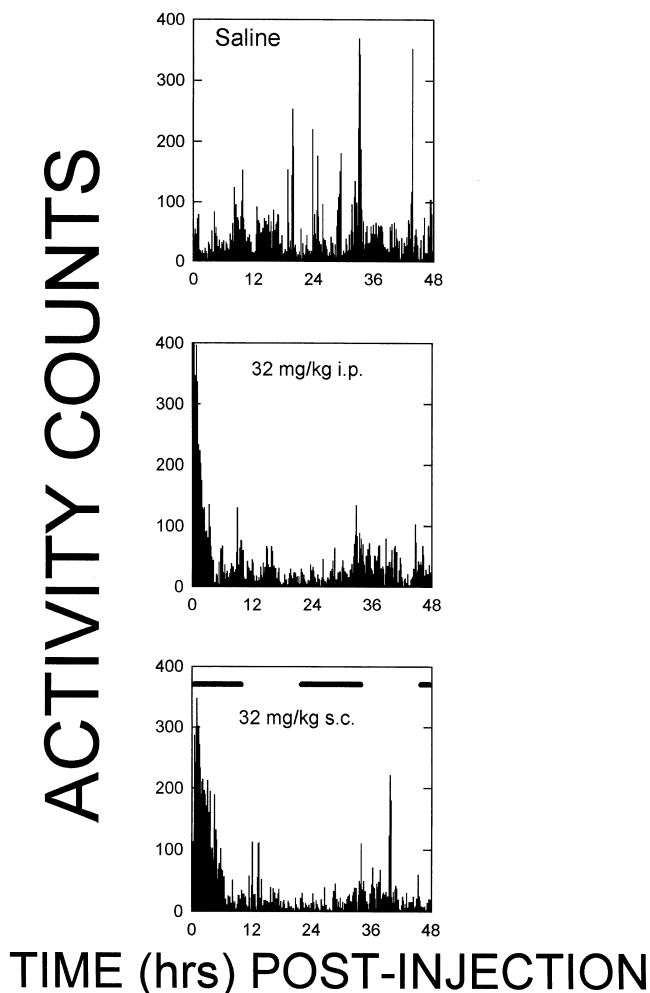 ACTIVITY COUNTS
400
Saline
300
200
100
0
0 12 24 36 48
400
32 mg/kg i.p.
300
200
100
0
0 12 24 36 48
400
32 mg/kg s.c.
300
200
100
0
0 12 24 36 48
TIME (hrs) POST-INJECTION